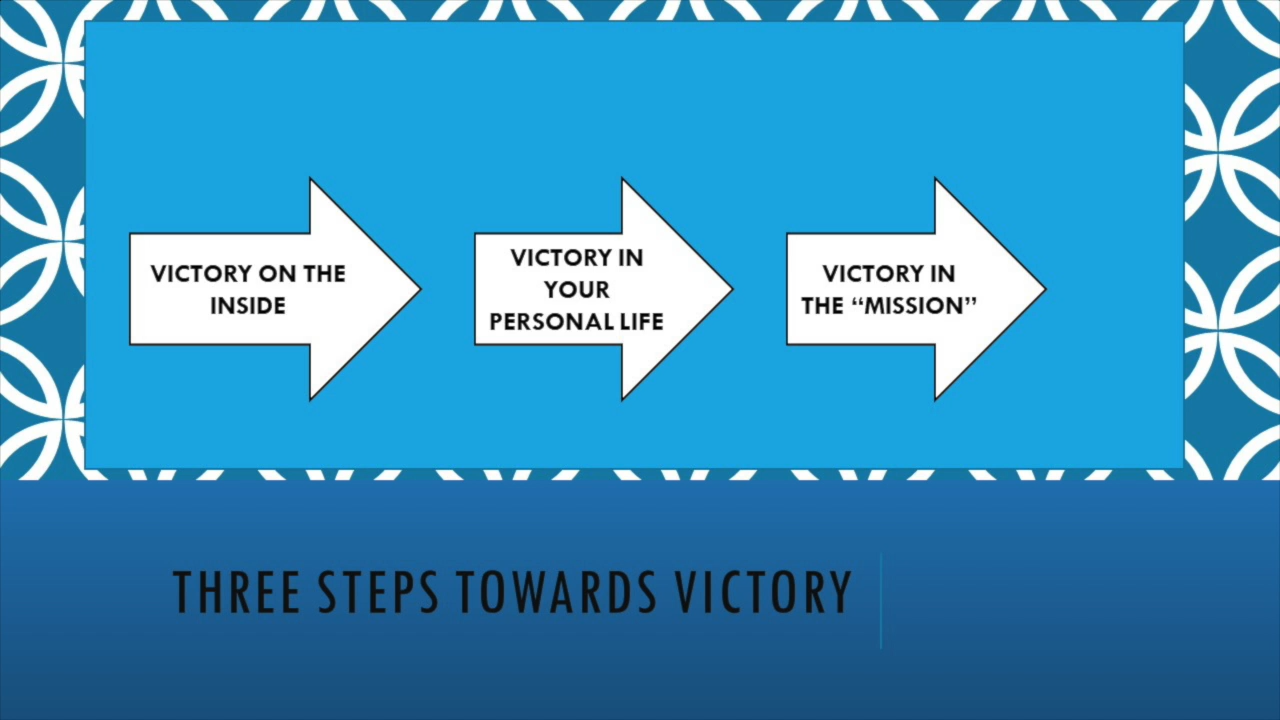 VICTORY ON THE
INSIDE
VICTORY IN
YOUR
PERSONAL LIFE
VICTORY IN
THE “MISSION”
THREE STEPS TOWARDS VICTORY